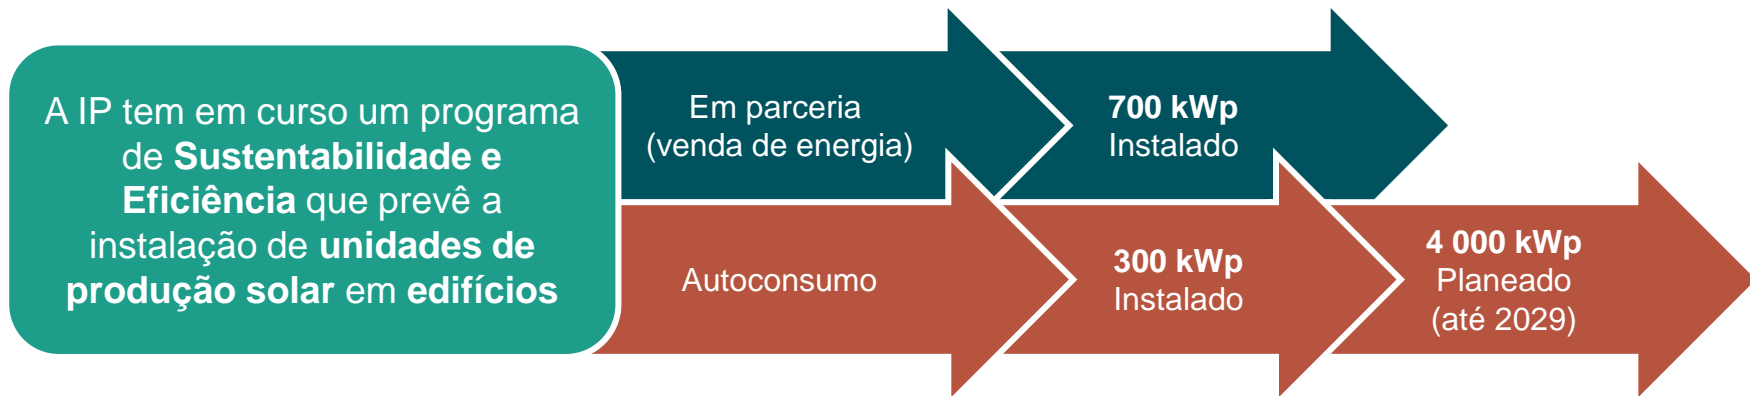 A IP tem em curso um programa
de Sustentabilidade e
Eficiência que prevê a
instalação de unidades de
produção solar em edifícios
Em parceria
(venda de energia)
700 kWp
Instalado
Autoconsumo
300 kWp
Instalado
4 000 kWp
Planeado
(até 2029)